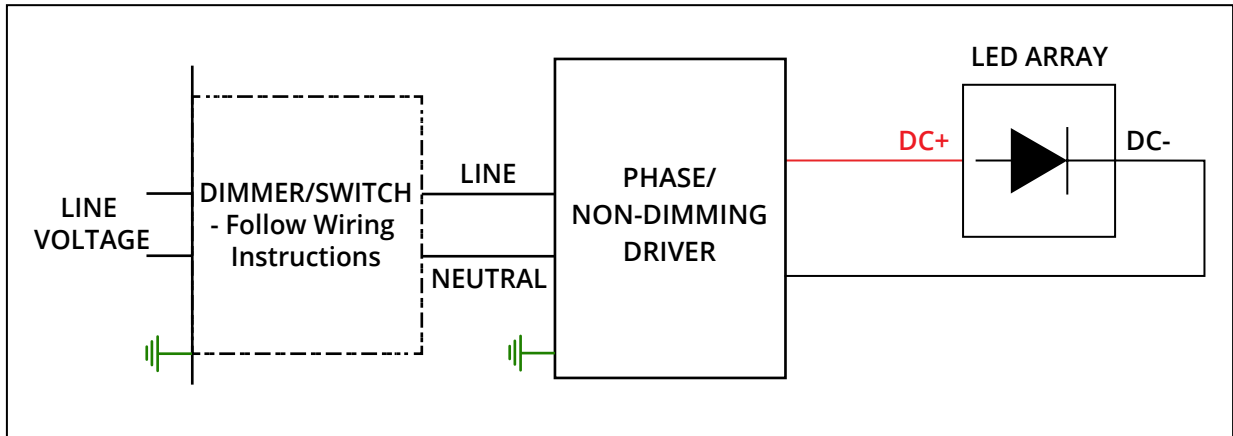 LINE
VOLTAGE
DIMMER/SWITCH
- Follow Wiring
Instructions
LINE
NEUTRAL
PHASE/
NON-DIMMING
DRIVER
LED ARRAY
DC+
DC-